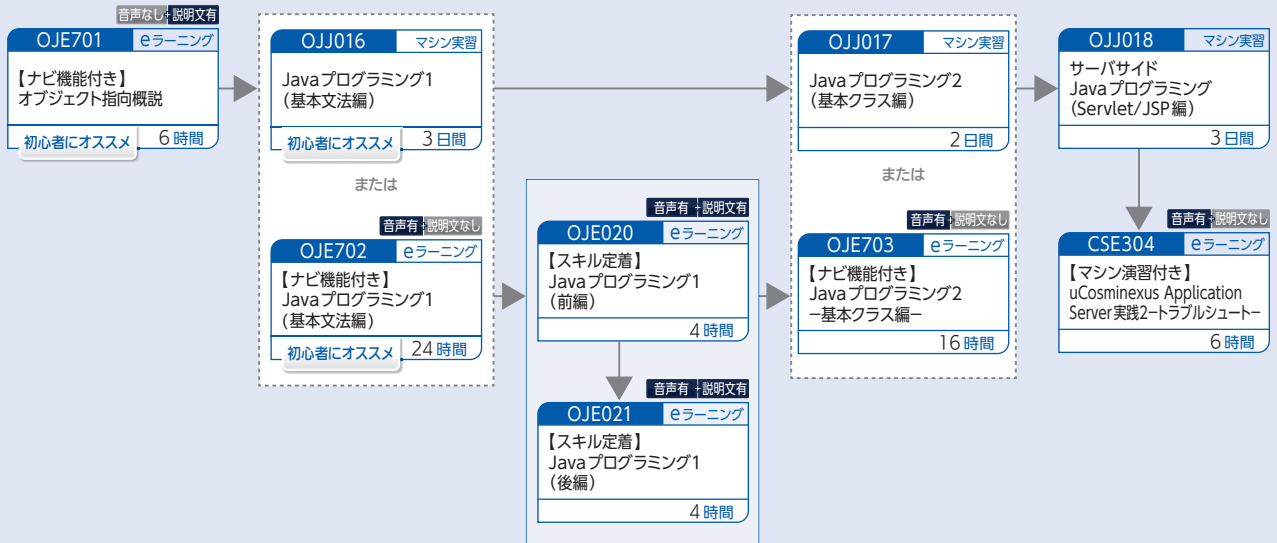 音声なし+説明文有
OJE701 eラーニング
【ナビ機能付き】
オブジェクト指向概説
初心者にオススメ 6時間
OJJ016 マシン実習
Javaプログラミング1
（基本文法編）
初心者にオススメ 3日間
または
音声有+説明文なし
OJE702 eラーニング
【ナビ機能付き】
Javaプログラミング1
（基本文法編）
初心者にオススメ 24時間
音声有+説明文有
OJE020 eラーニング
【スキル定着】
Javaプログラミング1
（前編）
4時間
音声有+説明文有
OJE021 eラーニング
【スキル定着】
Javaプログラミング1
（後編）
4時間
OJJ017 マシン実習
Javaプログラミング2
（基本クラス編）
2日間
または
音声有+説明文なし
OJE703 eラーニング
【ナビ機能付き】
Javaプログラミング2
－基本クラス編－
16時間
OJJ018 マシン実習
サーバサイド
Javaプログラミング
（Servlet/JSP編）
3日間
音声有+説明文なし
CSE304 eラーニング
【マシン演習付き】
uCosminexus Application
Server実践2－トラブルシュート－
6時間